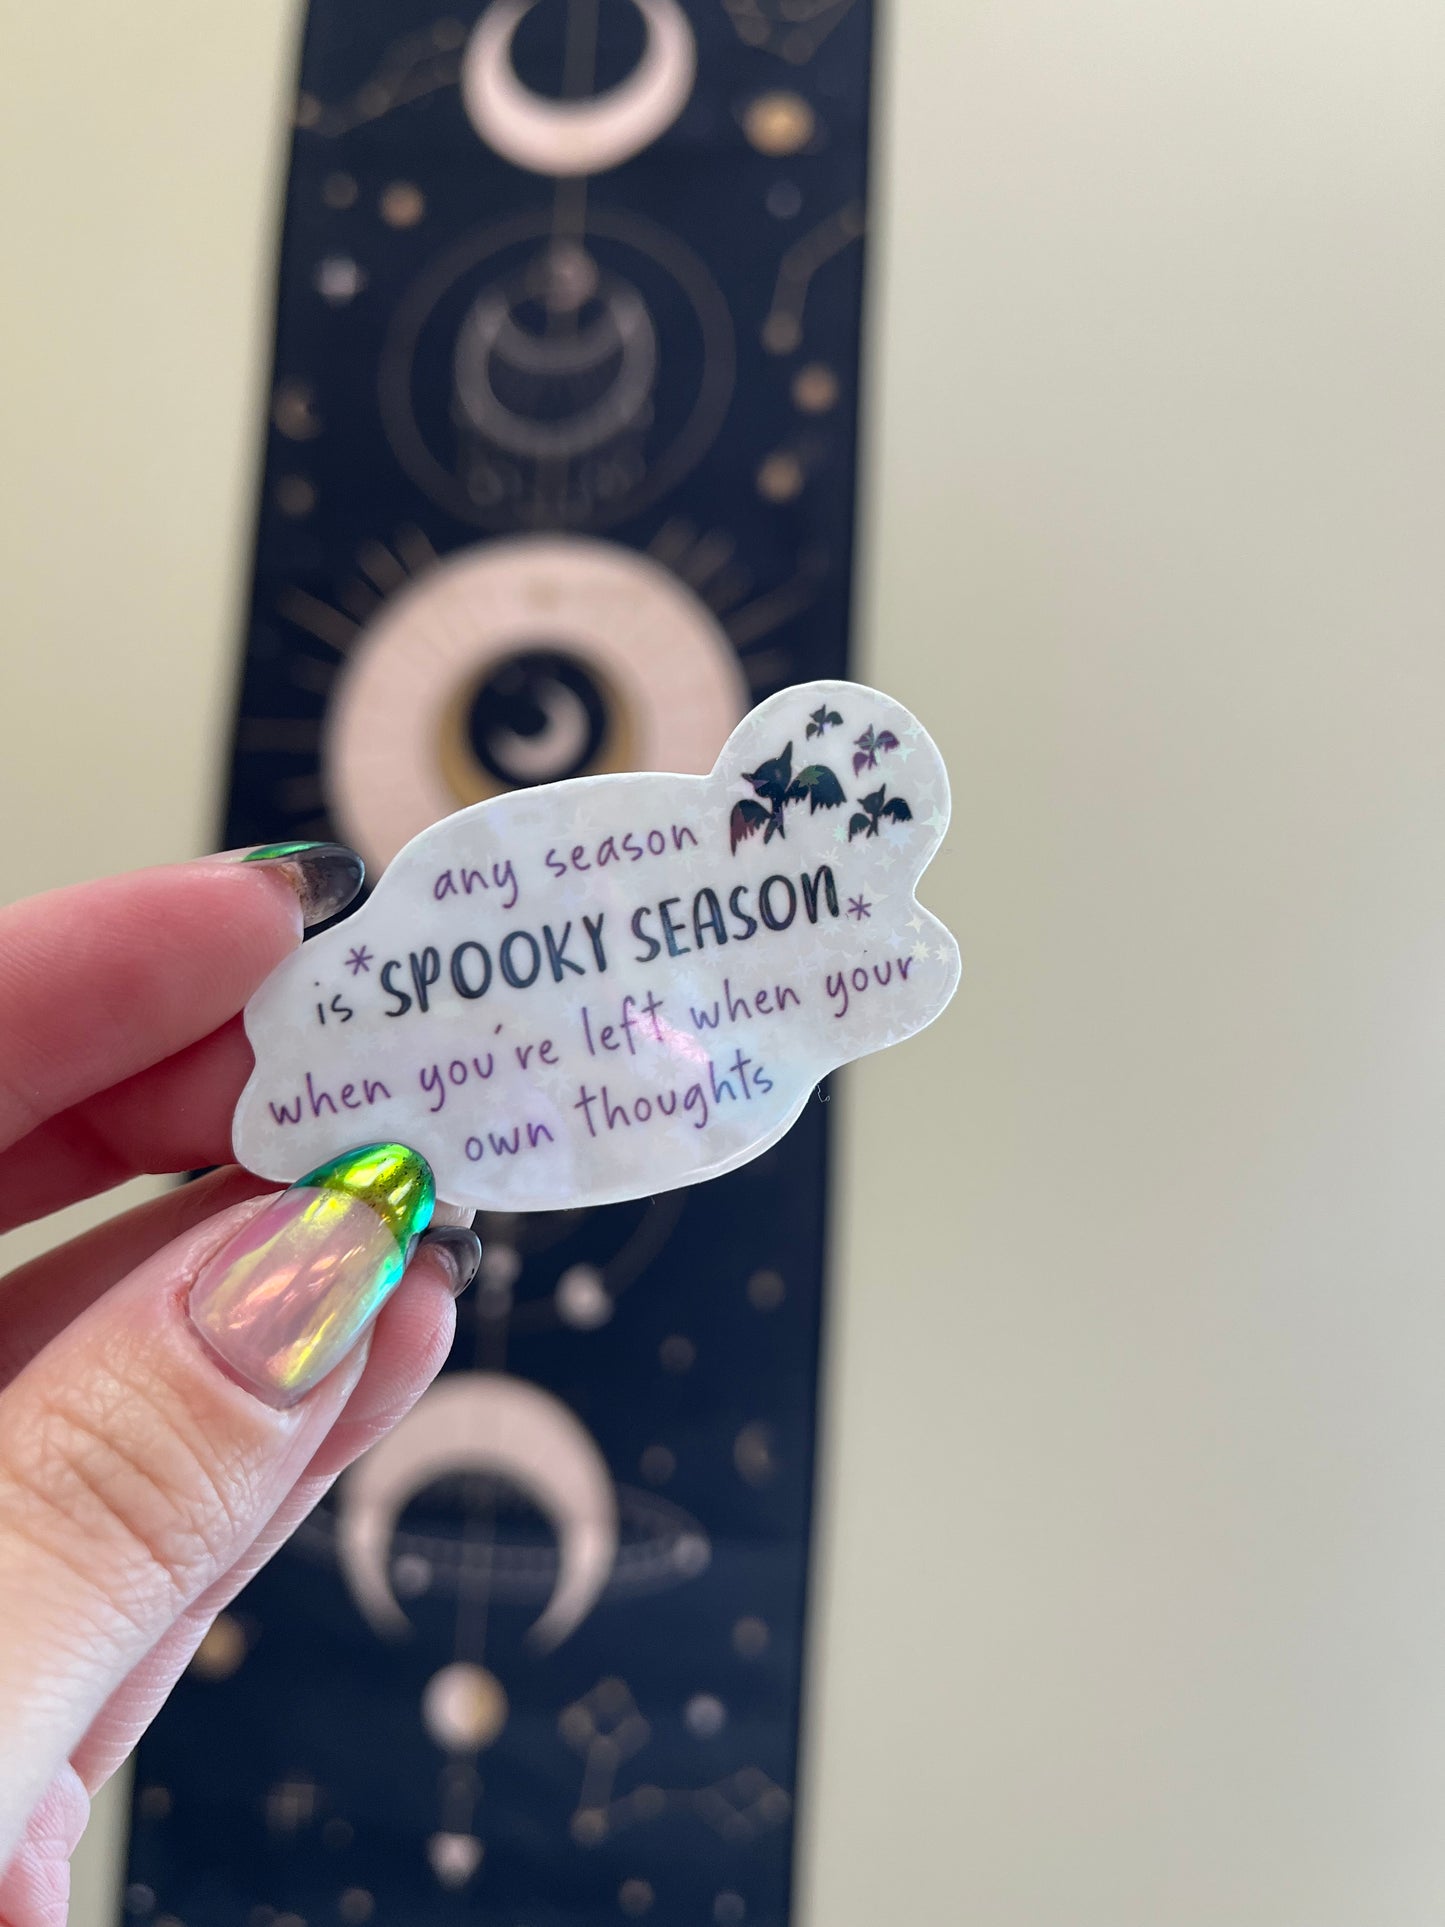 any season
is *SPOOKY SEASON*
when you're left when your
own thoughts